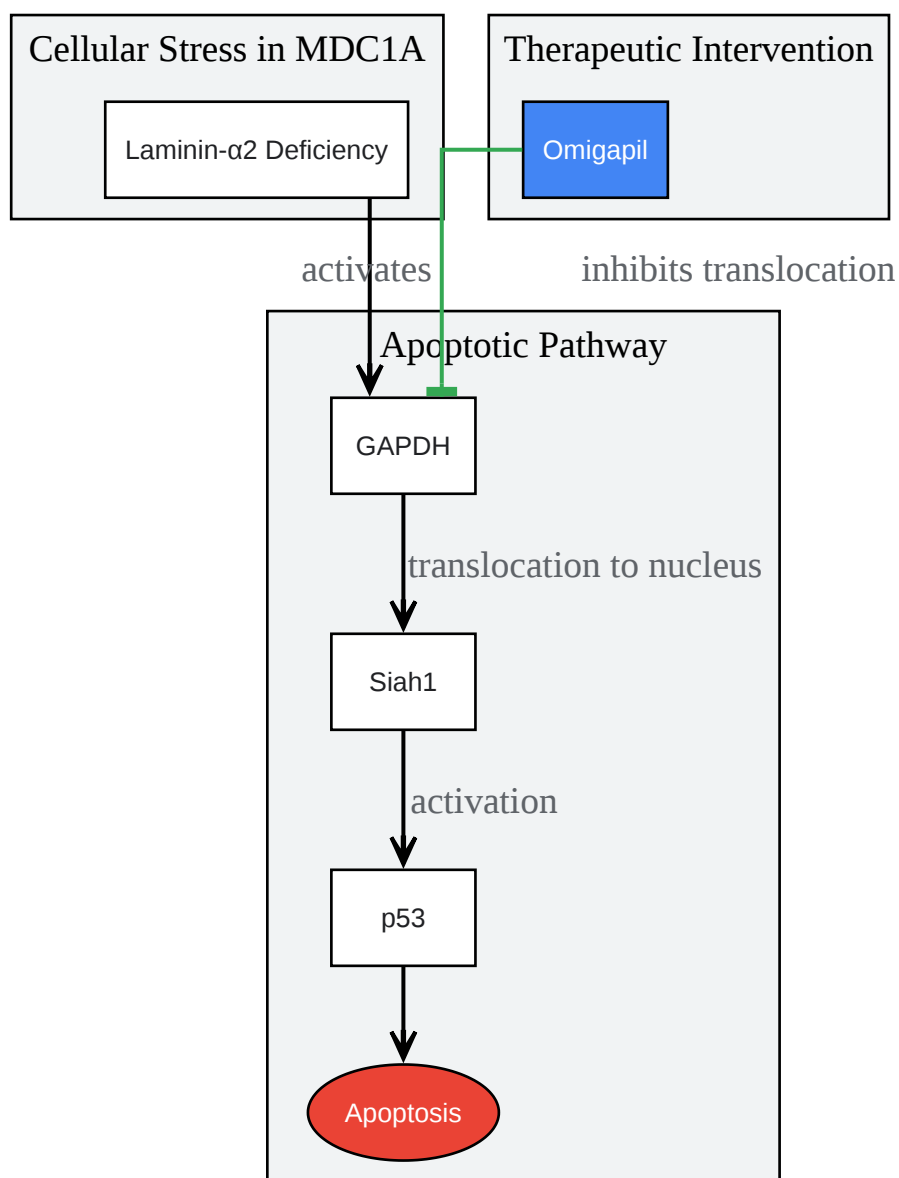 Cellular Stress in MDC1A
Therapeutic Intervention
Laminin-α2 Deficiency
Omigapil
activates
inhibits translocation
Apoptotic Pathway
GAPDH
translocation to nucleus
Siah1
activation
p53
Apoptosis